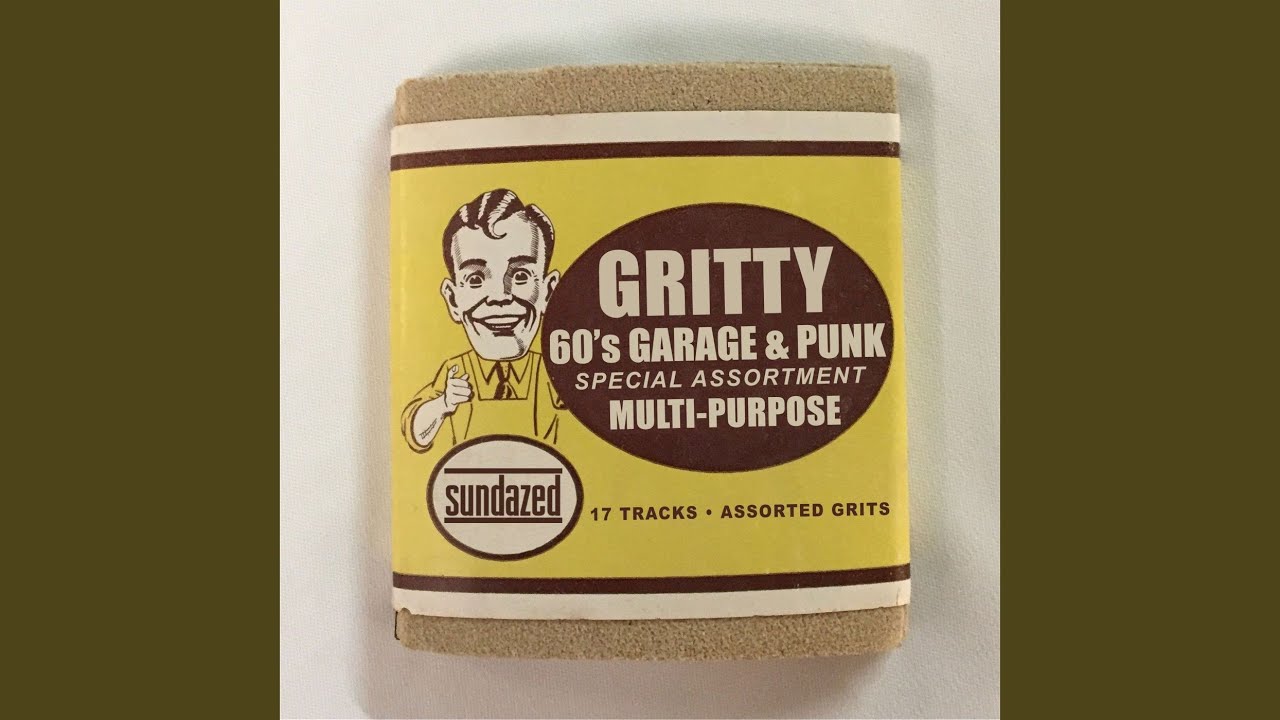 GRITTY
60's GARAGE & PUNK
SPECIAL ASSORTMENT
MULTI-PURPOSE
sundazed
17 TRACKS • ASSORTED GRITS